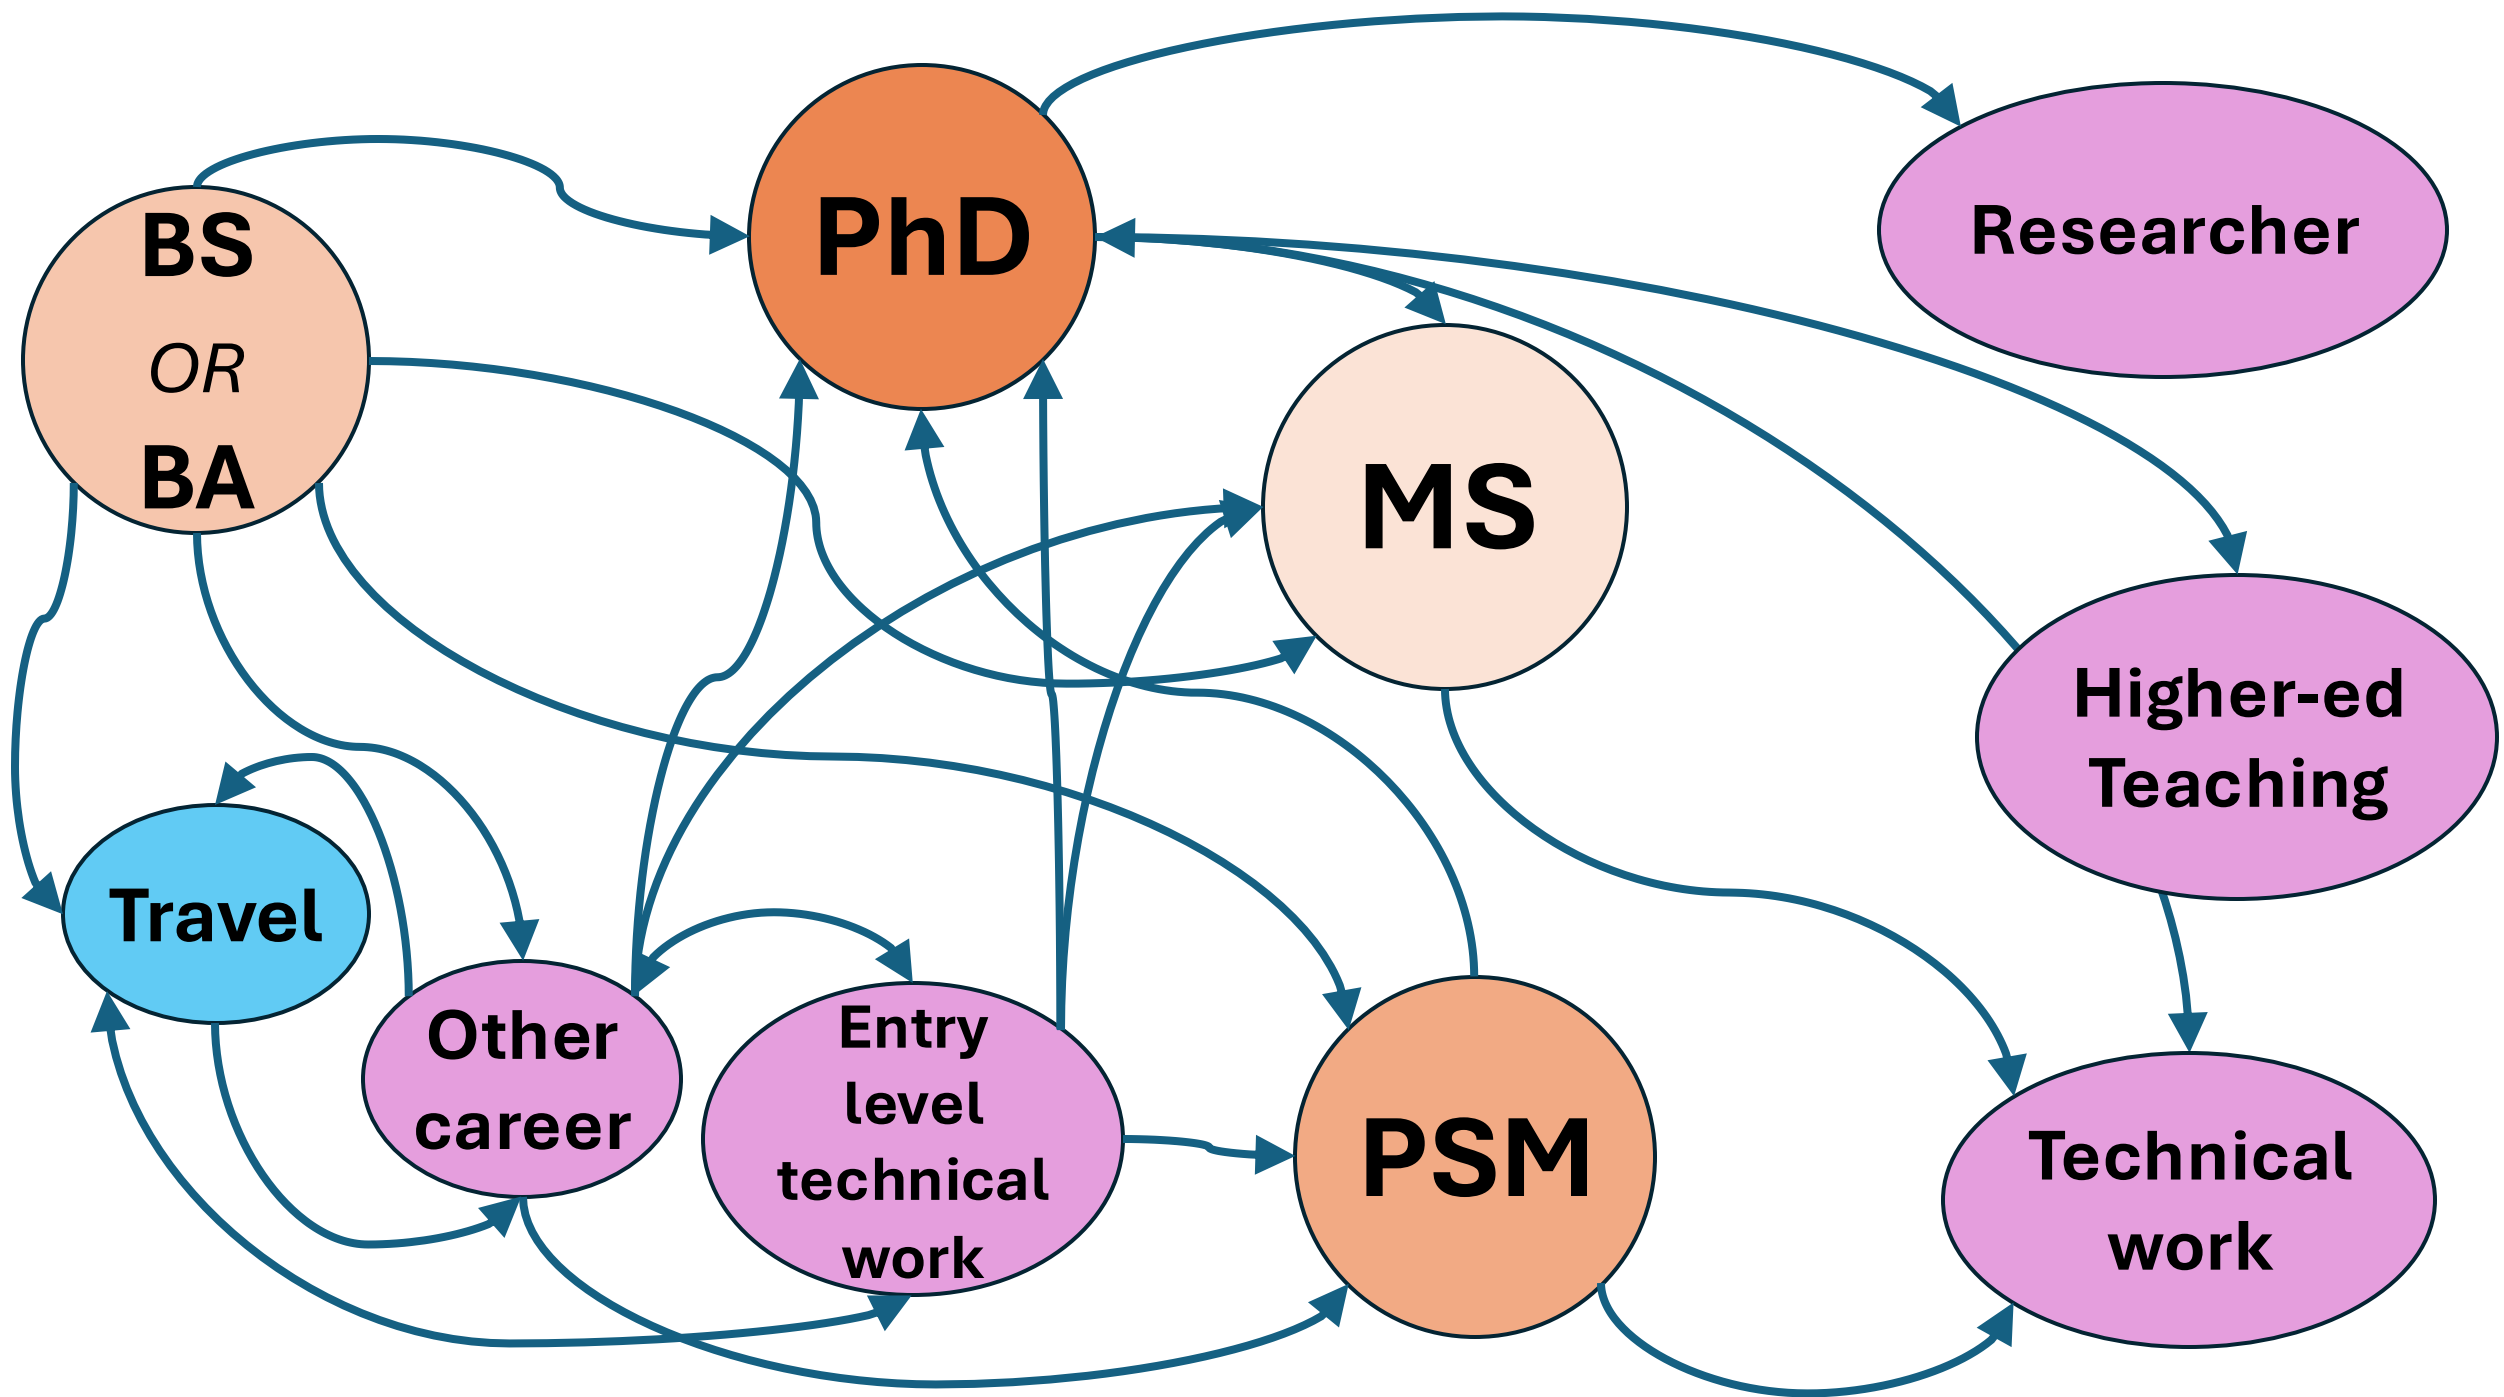 BS
OR
BA
PhD
Researcher
MS
Higher-ed
Teaching
Travel
Other
career
Entry
level
technical
work
PSM
Technical
work